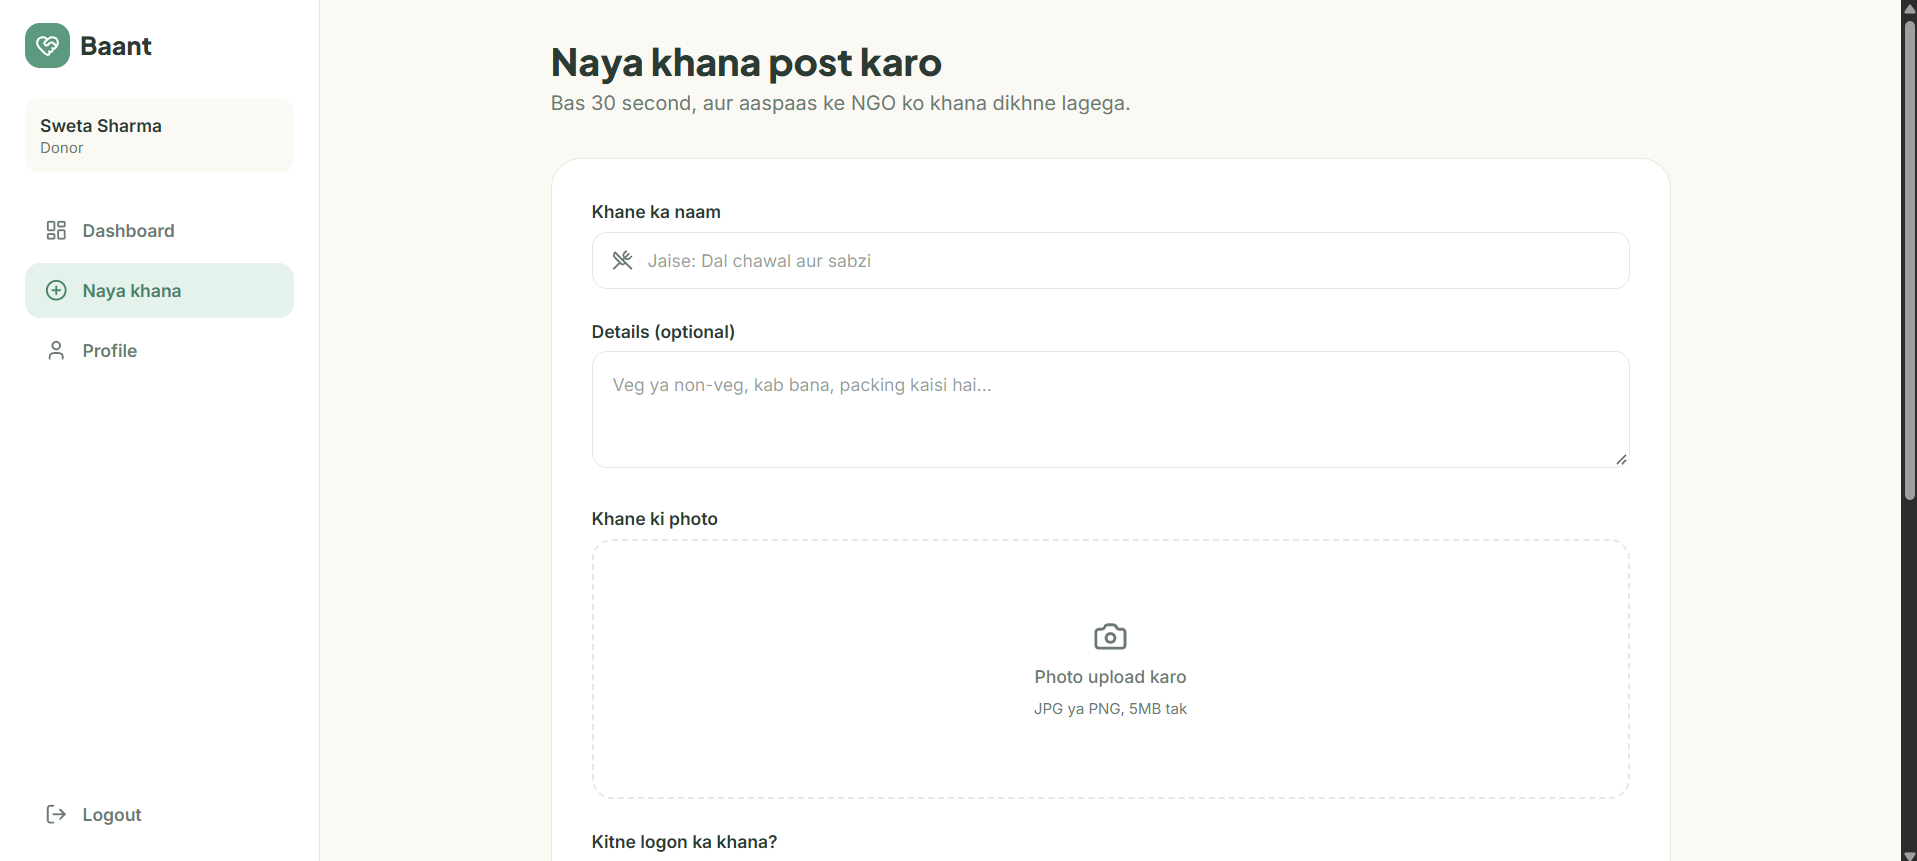 Baant
Sweta Sharma
Donor
Dashboard
Naya khana
Profile
Logout
Naya khana post karo
Bas 30 second, aur aaspaas ke NGO ko khana dikhne lagega.
Khane ka naam
Jaise: Dal chawal aur sabzi
Details (optional)
Veg ya non-veg, kab bana, packing kaisi hai...
Khane ki photo
Photo upload karo
JPG ya PNG, 5MB tak
Kitne logon ka khana?